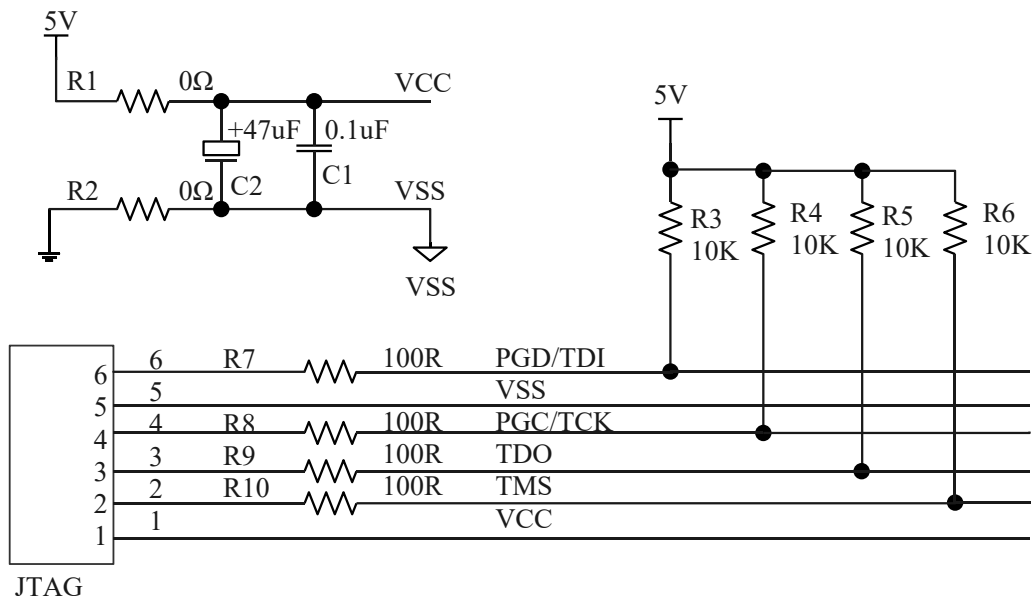 5V
R1 0Ω VCC
+47uF 0.1uF
C2 C1
R2 0Ω VSS
VSS
5V
R3 R4 R5 R6
10K 10K 10K 10K
6 6 R7 100R PGD/TDI
5 5 VSS
4 4 R8 100R PGC/TCK
3 3 R9 100R TDO
2 2 R10 100R TMS
1 1 VCC
JTAG